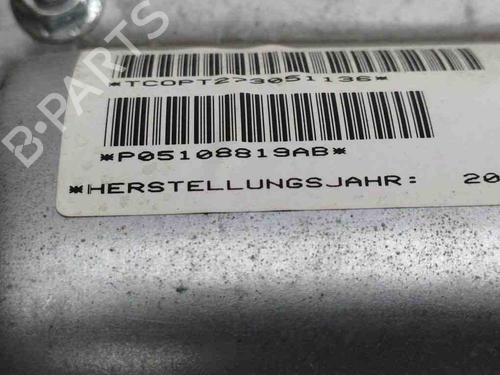 B-PARTS
*TCOPT273051136*
*P05108819AB*
*HERSTELLUNGSJAHR: 20